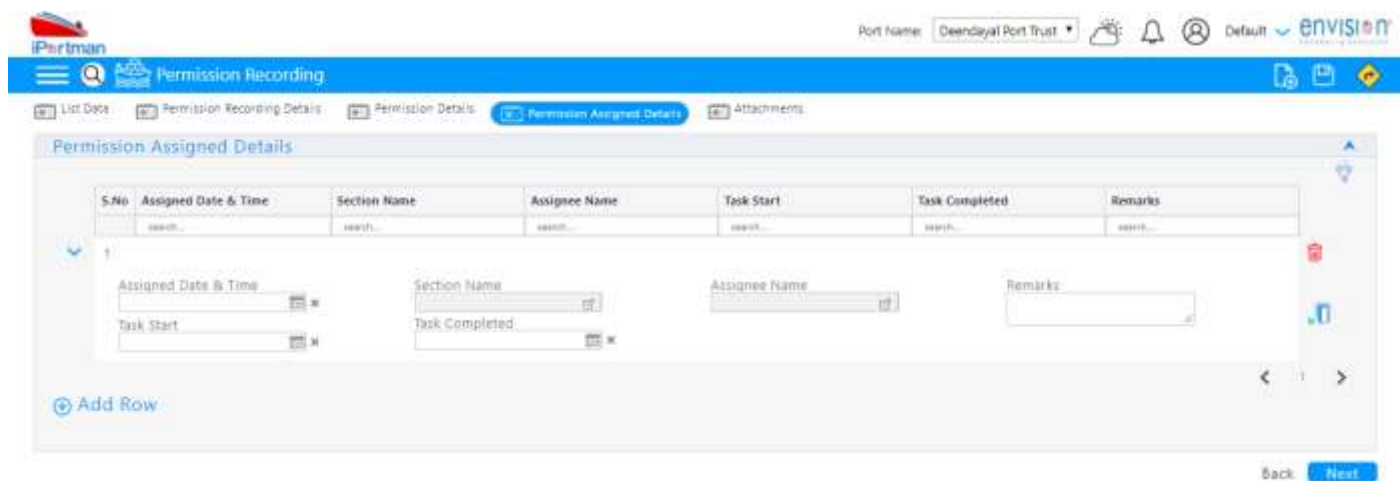 iPortman
Port Name: Deendayal Port Trust Default envision
Permission Recording
List Data Permission Recording Details Permission Details Permission Assigned Details Attachments
Permission Assigned Details
S.No Assigned Date & Time Section Name Assignee Name Task Start Task Completed Remarks
search... search... search... search... search... search...
1
Assigned Date & Time Section Name Assignee Name Remarks
Task Start Task Completed
1
Add Row
Back Next